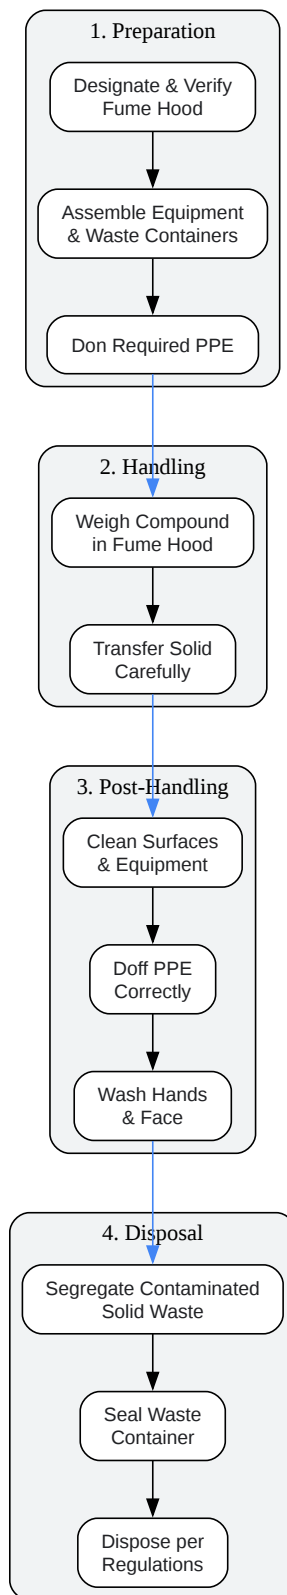 1. Preparation
Designate & Verify
Fume Hood
Assemble Equipment
& Waste Containers
Don Required PPE
2. Handling
Weigh Compound
in Fume Hood
Transfer Solid
Carefully
3. Post-Handling
Clean Surfaces
& Equipment
Doff PPE
Correctly
Wash Hands
& Face
4. Disposal
Segregate Contaminated
Solid Waste
Seal Waste
Container
Dispose per
Regulations